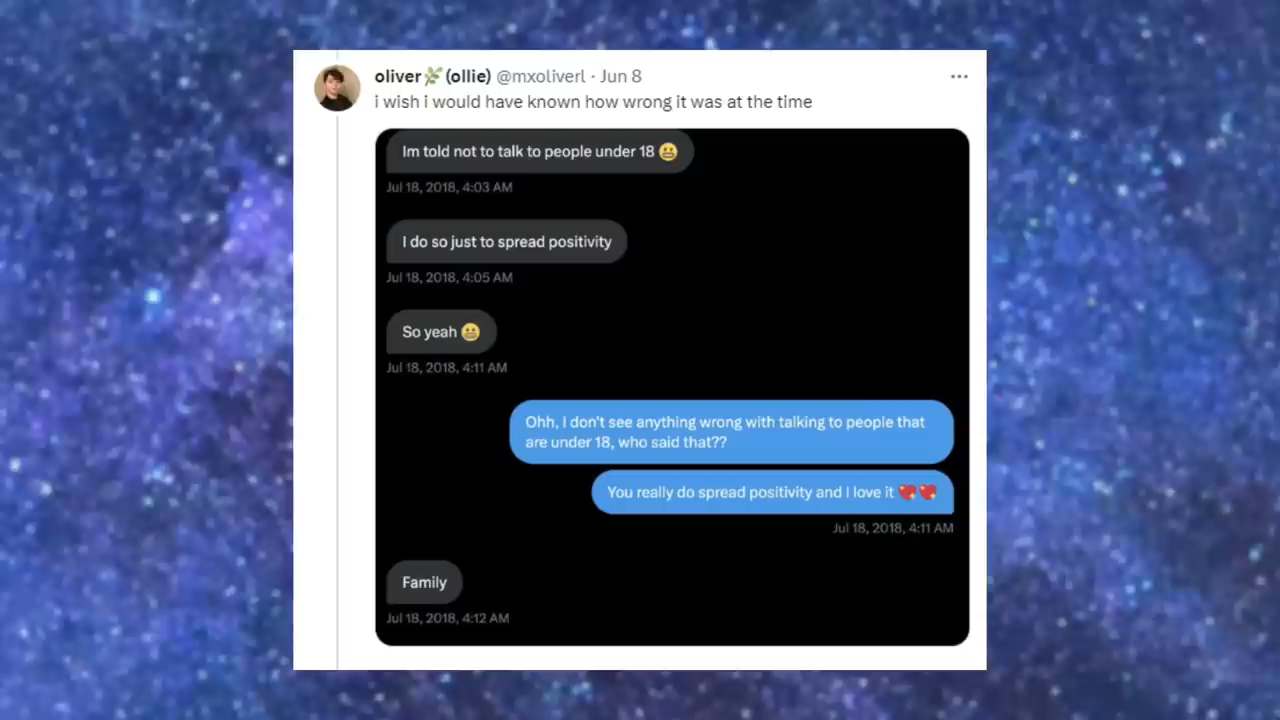 oliver🌿(ollie) @mxoliverl · Jun 8
i wish i would have known how wrong it was at the time
Im told not to talk to people under 18 😬
Jul 18, 2018, 4:03 AM
I do so just to spread positivity
Jul 18, 2018, 4:05 AM
So yeah 😬
Jul 18, 2018, 4:11 AM
Ohh, I don't see anything wrong with talking to people that
are under 18, who said that??
You really do spread positivity and I love it 💖💖
Jul 18, 2018, 4:11 AM
Family
Jul 18, 2018, 4:12 AM